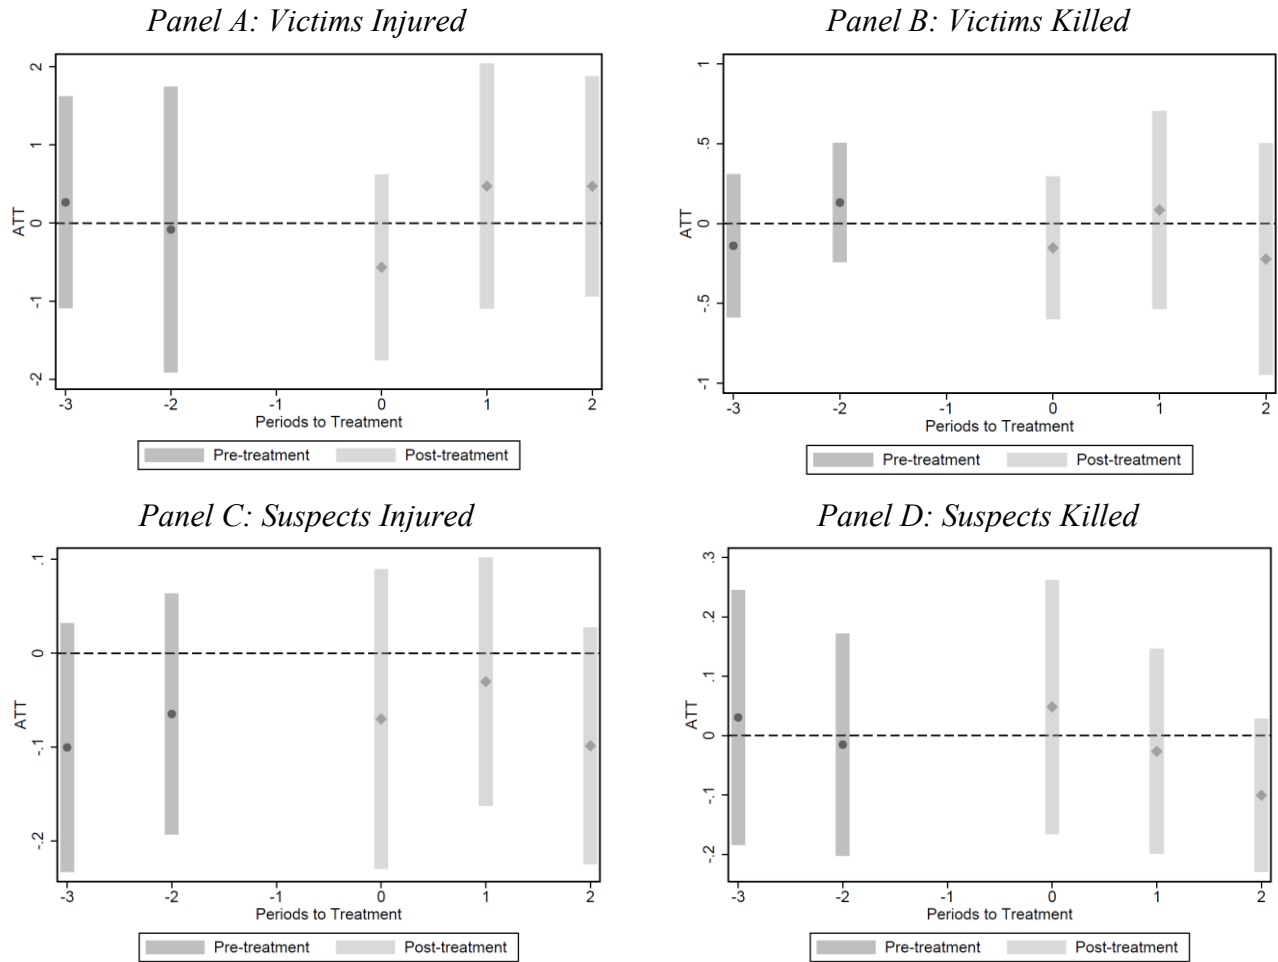 Panel A: Victims Injured
2
1
0
-1
-2
ATT
-3 -2 -1 0 1 2
Periods to Treatment
Pre-treatment Post-treatment
Panel B: Victims Killed
1
.5
0
-.5
-1
ATT
-3 -2 -1 0 1 2
Periods to Treatment
Pre-treatment Post-treatment
Panel C: Suspects Injured
.1
0
-.1
-.2
ATT
-3 -2 -1 0 1 2
Periods to Treatment
Pre-treatment Post-treatment
Panel D: Suspects Killed
.3
.2
.1
0
-.1
-.2
ATT
-3 -2 -1 0 1 2
Periods to Treatment
Pre-treatment Post-treatment